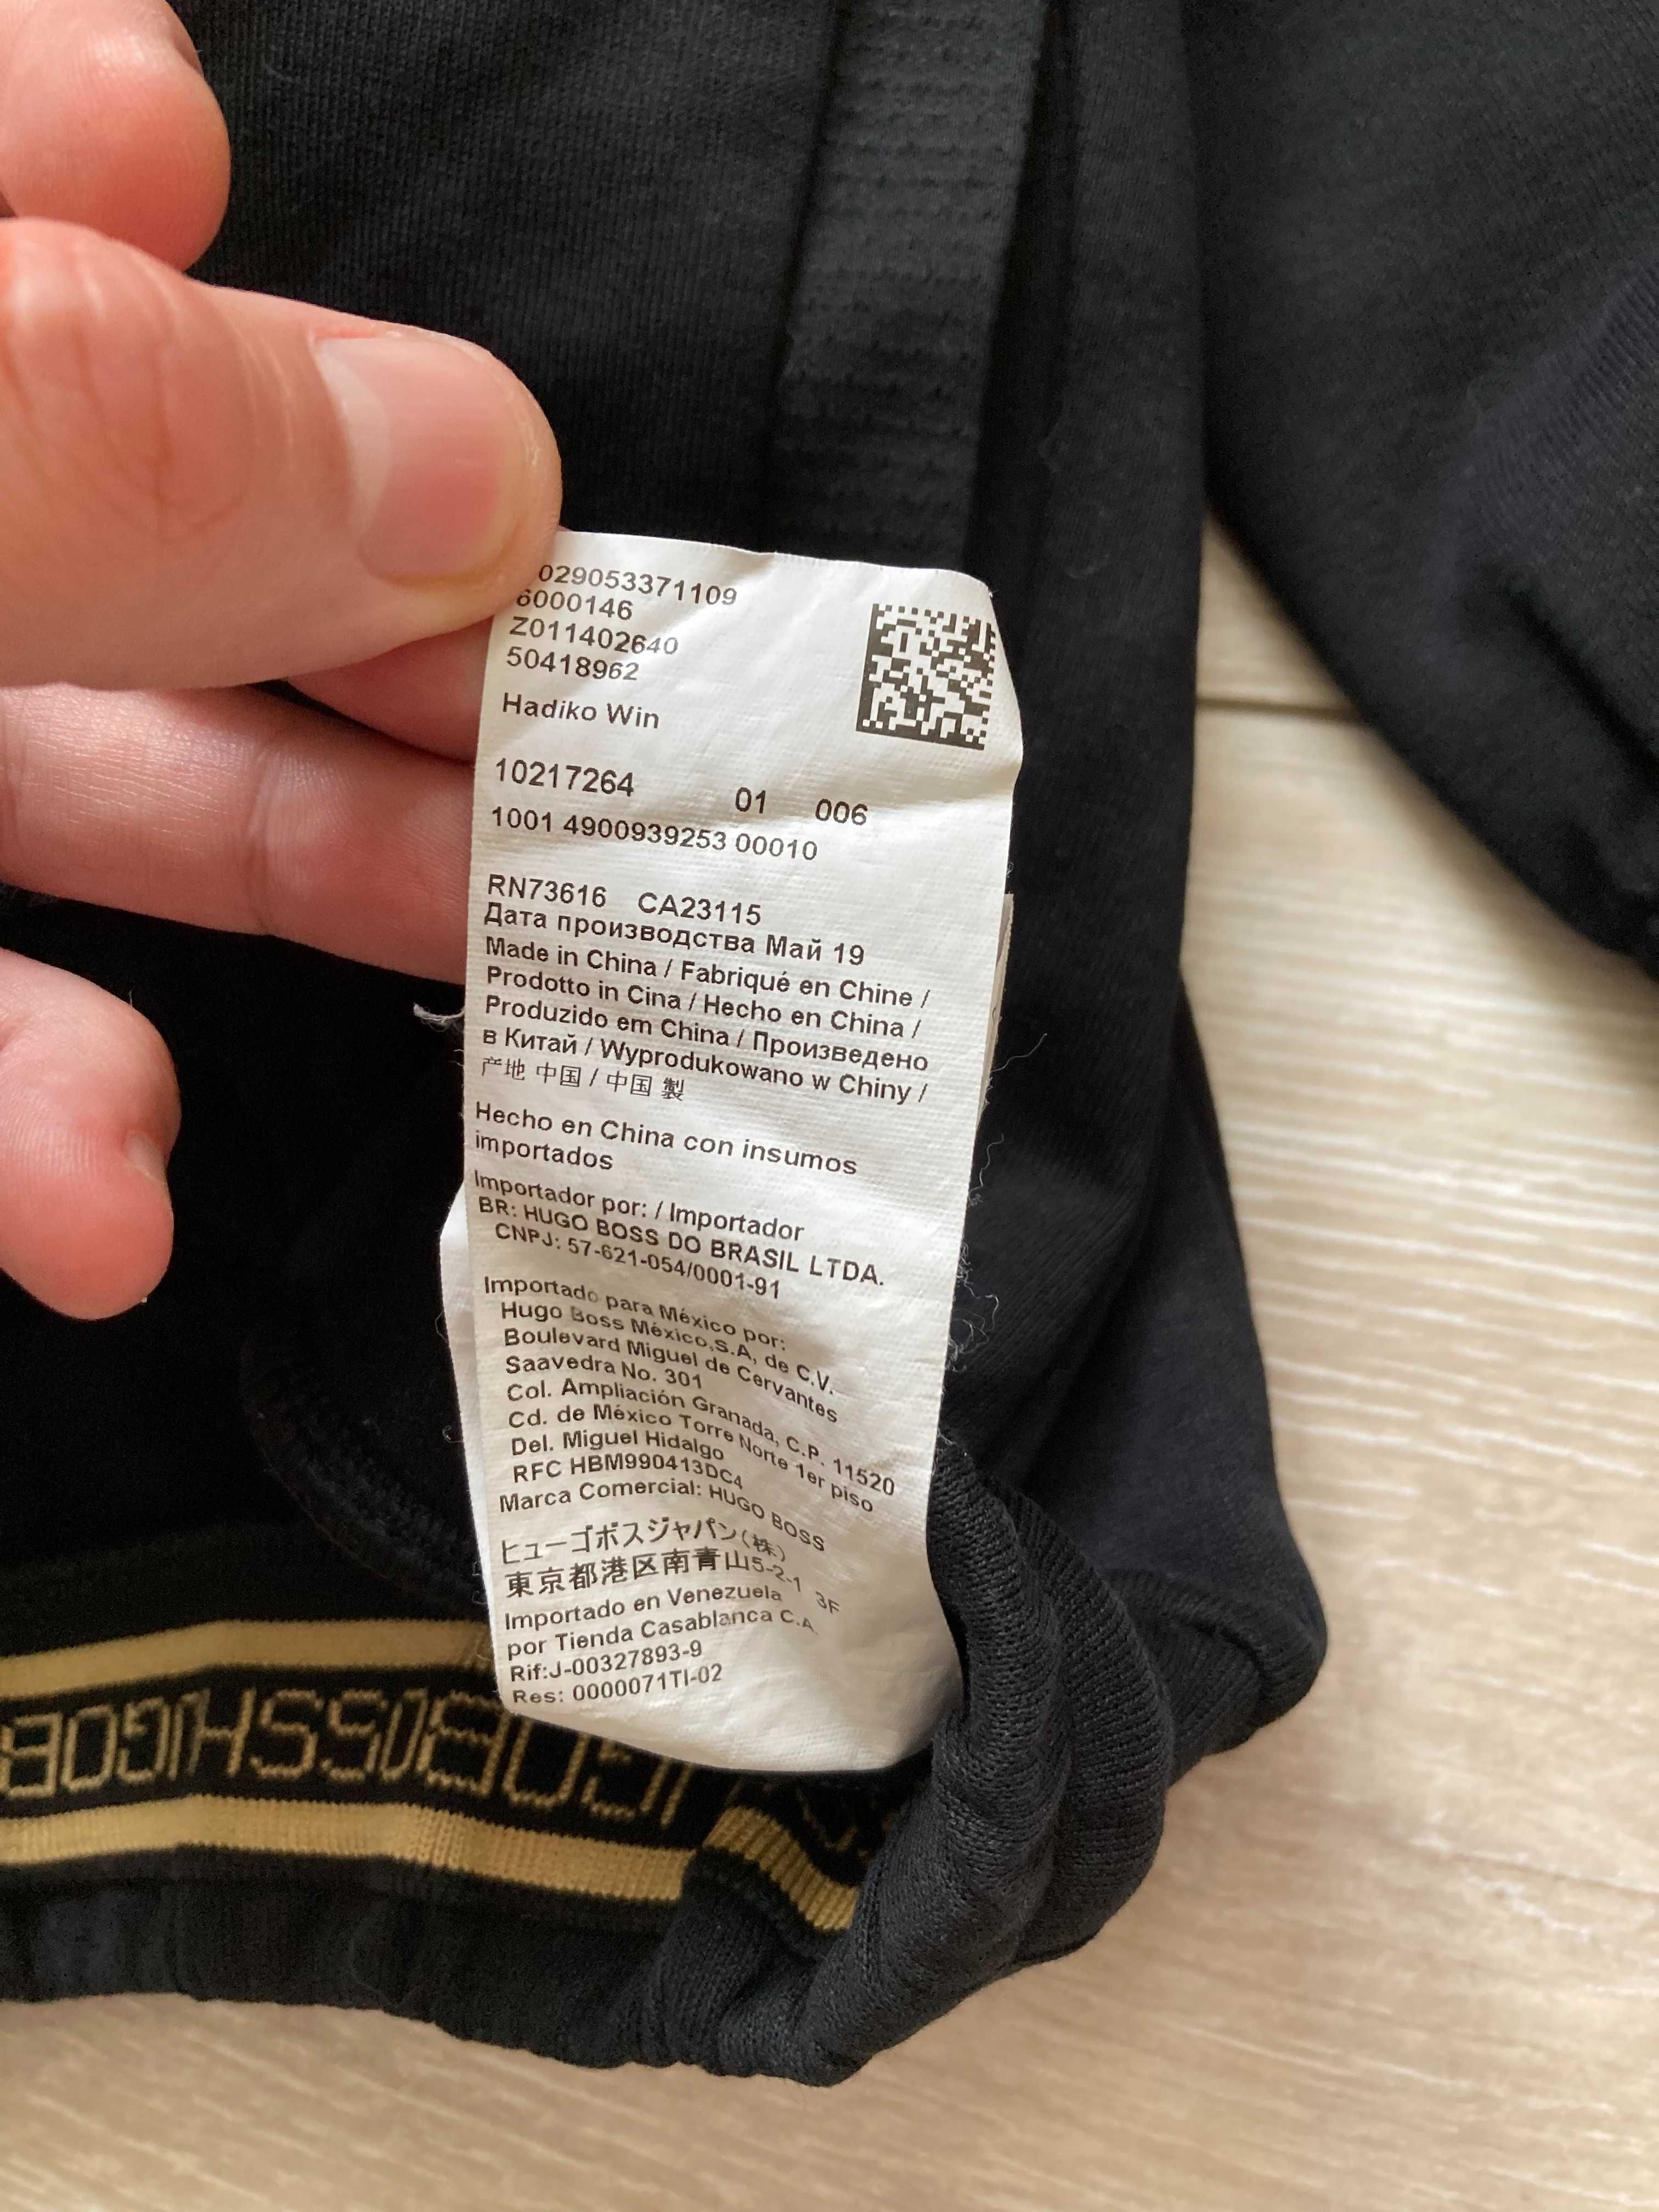 029053371109
6000146
Z011402640
50418962
Hadiko Win
10217264 01 006
1001 4900939253 00010
RN73616 CA23115
Дата производства Май 19
Made in China / Fabriqué en Chine /
Prodotto in Cina / Hecho en China /
Produzido em China / Произведено
в Китай / Wyprodukowano w Chiny /
产地 中国 / 中国 製
Hecho en China con insumos
importados
Importador por: / Importador
BR: HUGO BOSS DO BRASIL LTDA.
CNPJ: 57-621-054/0001-91
Importado para México por:
Hugo Boss México,S.A, de C.V.
Boulevard Miguel de Cervantes
Saavedra No. 301
Col. Ampliación Granada, C.P. 11520
Cd. de México Torre Norte 1er piso
Del. Miguel Hidalgo
RFC HBM990413DC4
Marca Comercial: HUGO BOSS
ヒューゴボスジャパン(株)
東京都港区南青山5-2-1 3F
Importado en Venezuela
por Tienda Casablanca C.A.
Rif:J-00327893-9
Res: 0000071TI-02